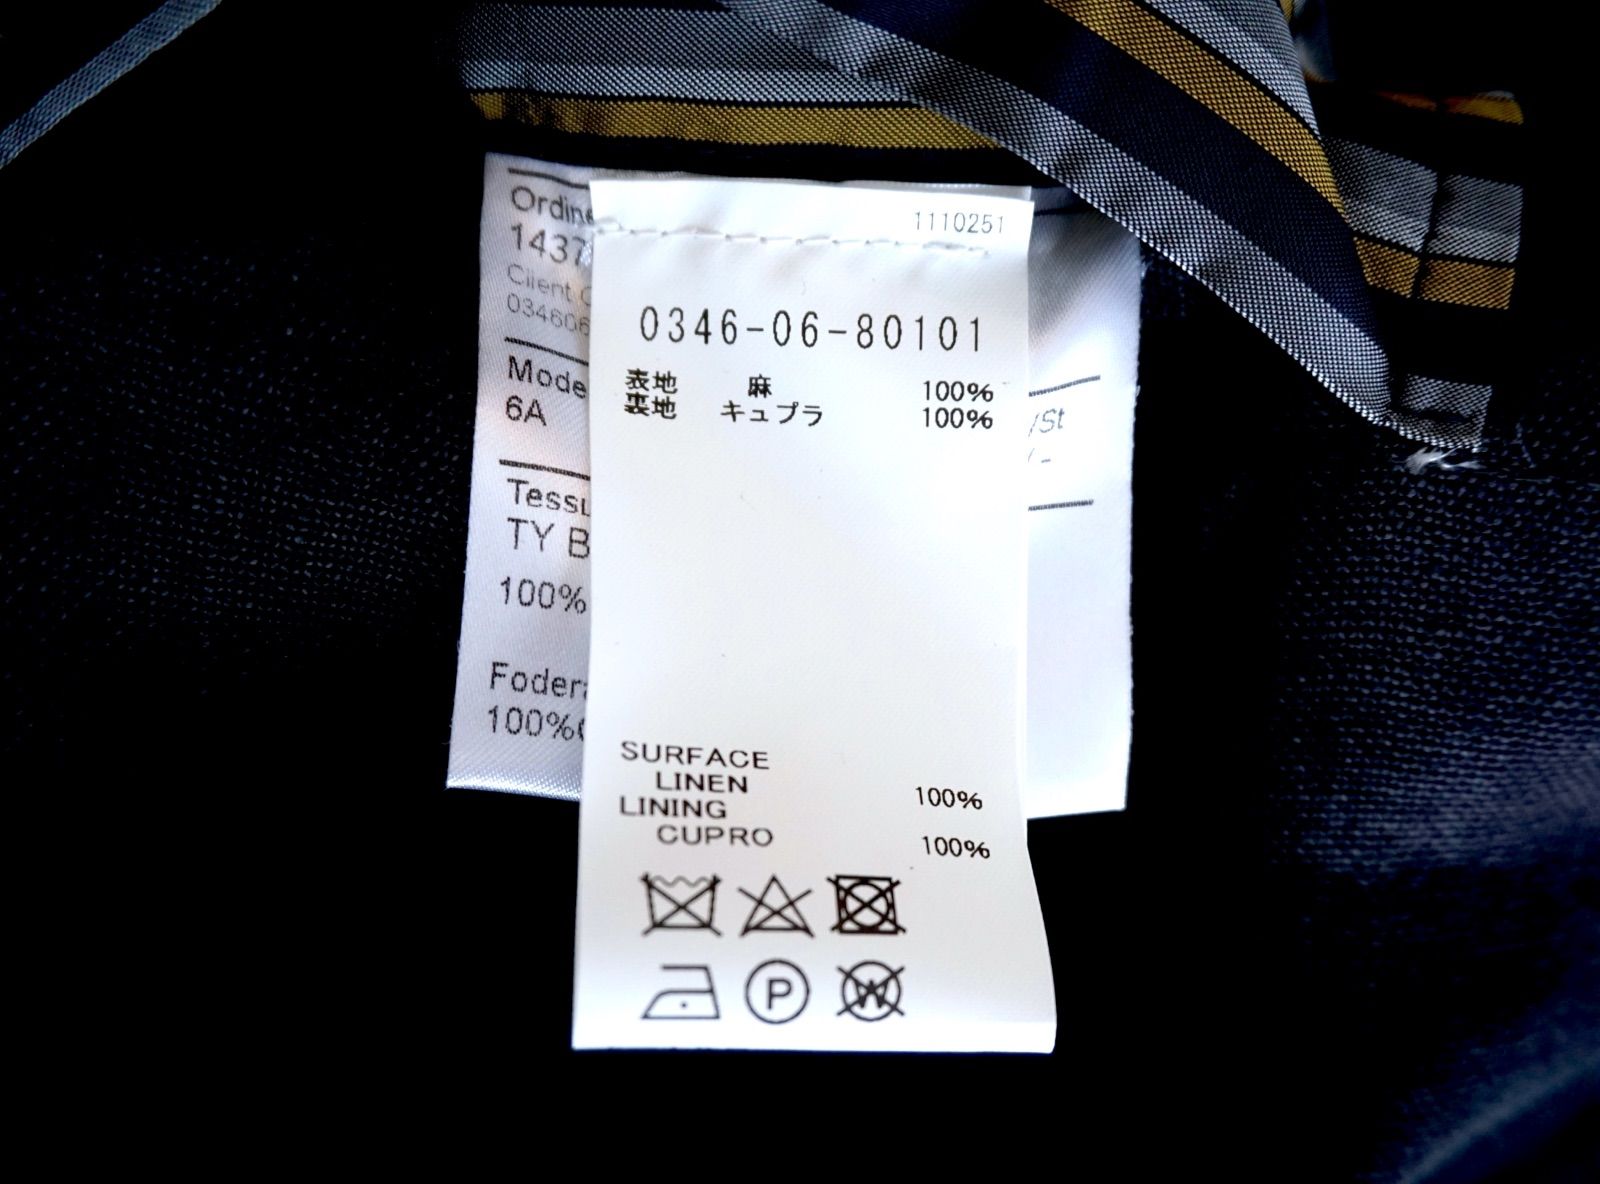 1110251
0346-06-80101
表地 麻 100%
裏地 キュプラ 100%
SURFACE
LINEN 100%
LINING
CUPRO 100%
P
W
Ordine
1437
Client
034606
Mode
6A
/St
-
Tessu
TY B
100%
Fodera
100%